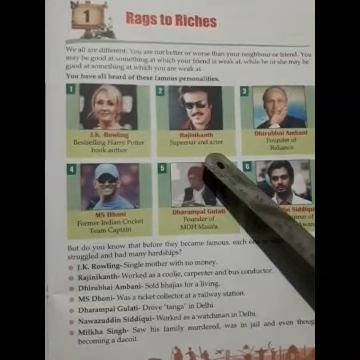 1
Rags to Riches
We all are different. You are not better or worse than your neighbour or friend. You
may be good at something at which your friend is weak at, while he or she may be
good at something at which you are weak at.
You have all heard of these famous personalities.
1
2
3
J.K. Rowling
Bestselling Harry Potter
book author
Rajinikanth
Superstar and actor
Dhirubhai Ambani
Founder of
Reliance
4
5
6
MS Dhoni
Former Indian Cricket
Team Captain
Dharampal Gulati
Founder of
MDH Masala
Siddiqui
of
But do you know that before they became famous, each
struggled and had many hardships?
J.K. Rowling- Single mother with no money.
Rajinikanth- Worked as a coolie, carpenter and bus conductor.
Dhirubhai Ambani- Sold bhajias for a living.
MS Dhoni- Was a ticket collector at a railway station.
Dharampal Gulati- Drove "tanga" in Delhi.
Nawazuddin Siddiqui- Worked as a watchman in Delhi.
Milkha Singh- Saw his family murdered, was in jail and even thoug
becoming a dacoit.